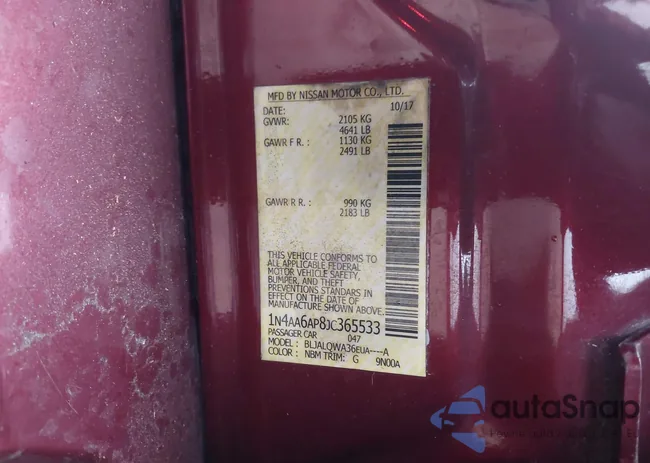 MFD BY NISSAN MOTOR CO., LTD.
DATE: 10/17
GVWR: 2105 KG
4641 LB
GAWR F R.: 1130 KG
2491 LB
GAWR R R.: 990 KG
2183 LB
THIS VEHICLE CONFORMS TO
ALL APPLICABLE FEDERAL
MOTOR VEHICLE SAFETY,
BUMPER, AND THEFT
PREVENTIONS STANDARDS IN
EFFECT ON THE DATE OF
MANUFACTURE SHOWN ABOVE.
1N4AA6AP8JC365533
PASSENGER CAR 047
MODEL: BLJALQWA36EUA----A
COLOR: NBM TRIM: G 9N00A
autaSnap